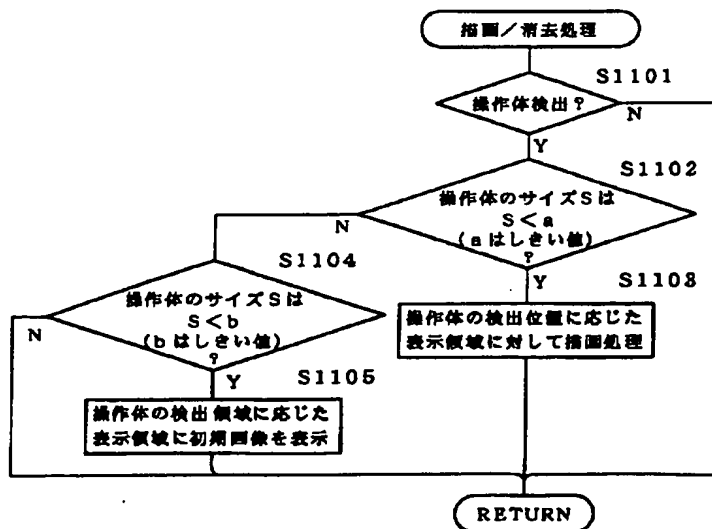 描画／消去処理
S1101
操作体検出？
N
Y
S1102
操作体のサイズSは
S<a
(aはしきい値)
？
N
Y
S1103
操作体の検出位置に応じた
表示領域に対して描画処理
S1104
操作体のサイズSは
S<b
(bはしきい値)
？
N
Y
S1105
操作体の検出領域に応じた
表示領域に初期画像を表示
RETURN